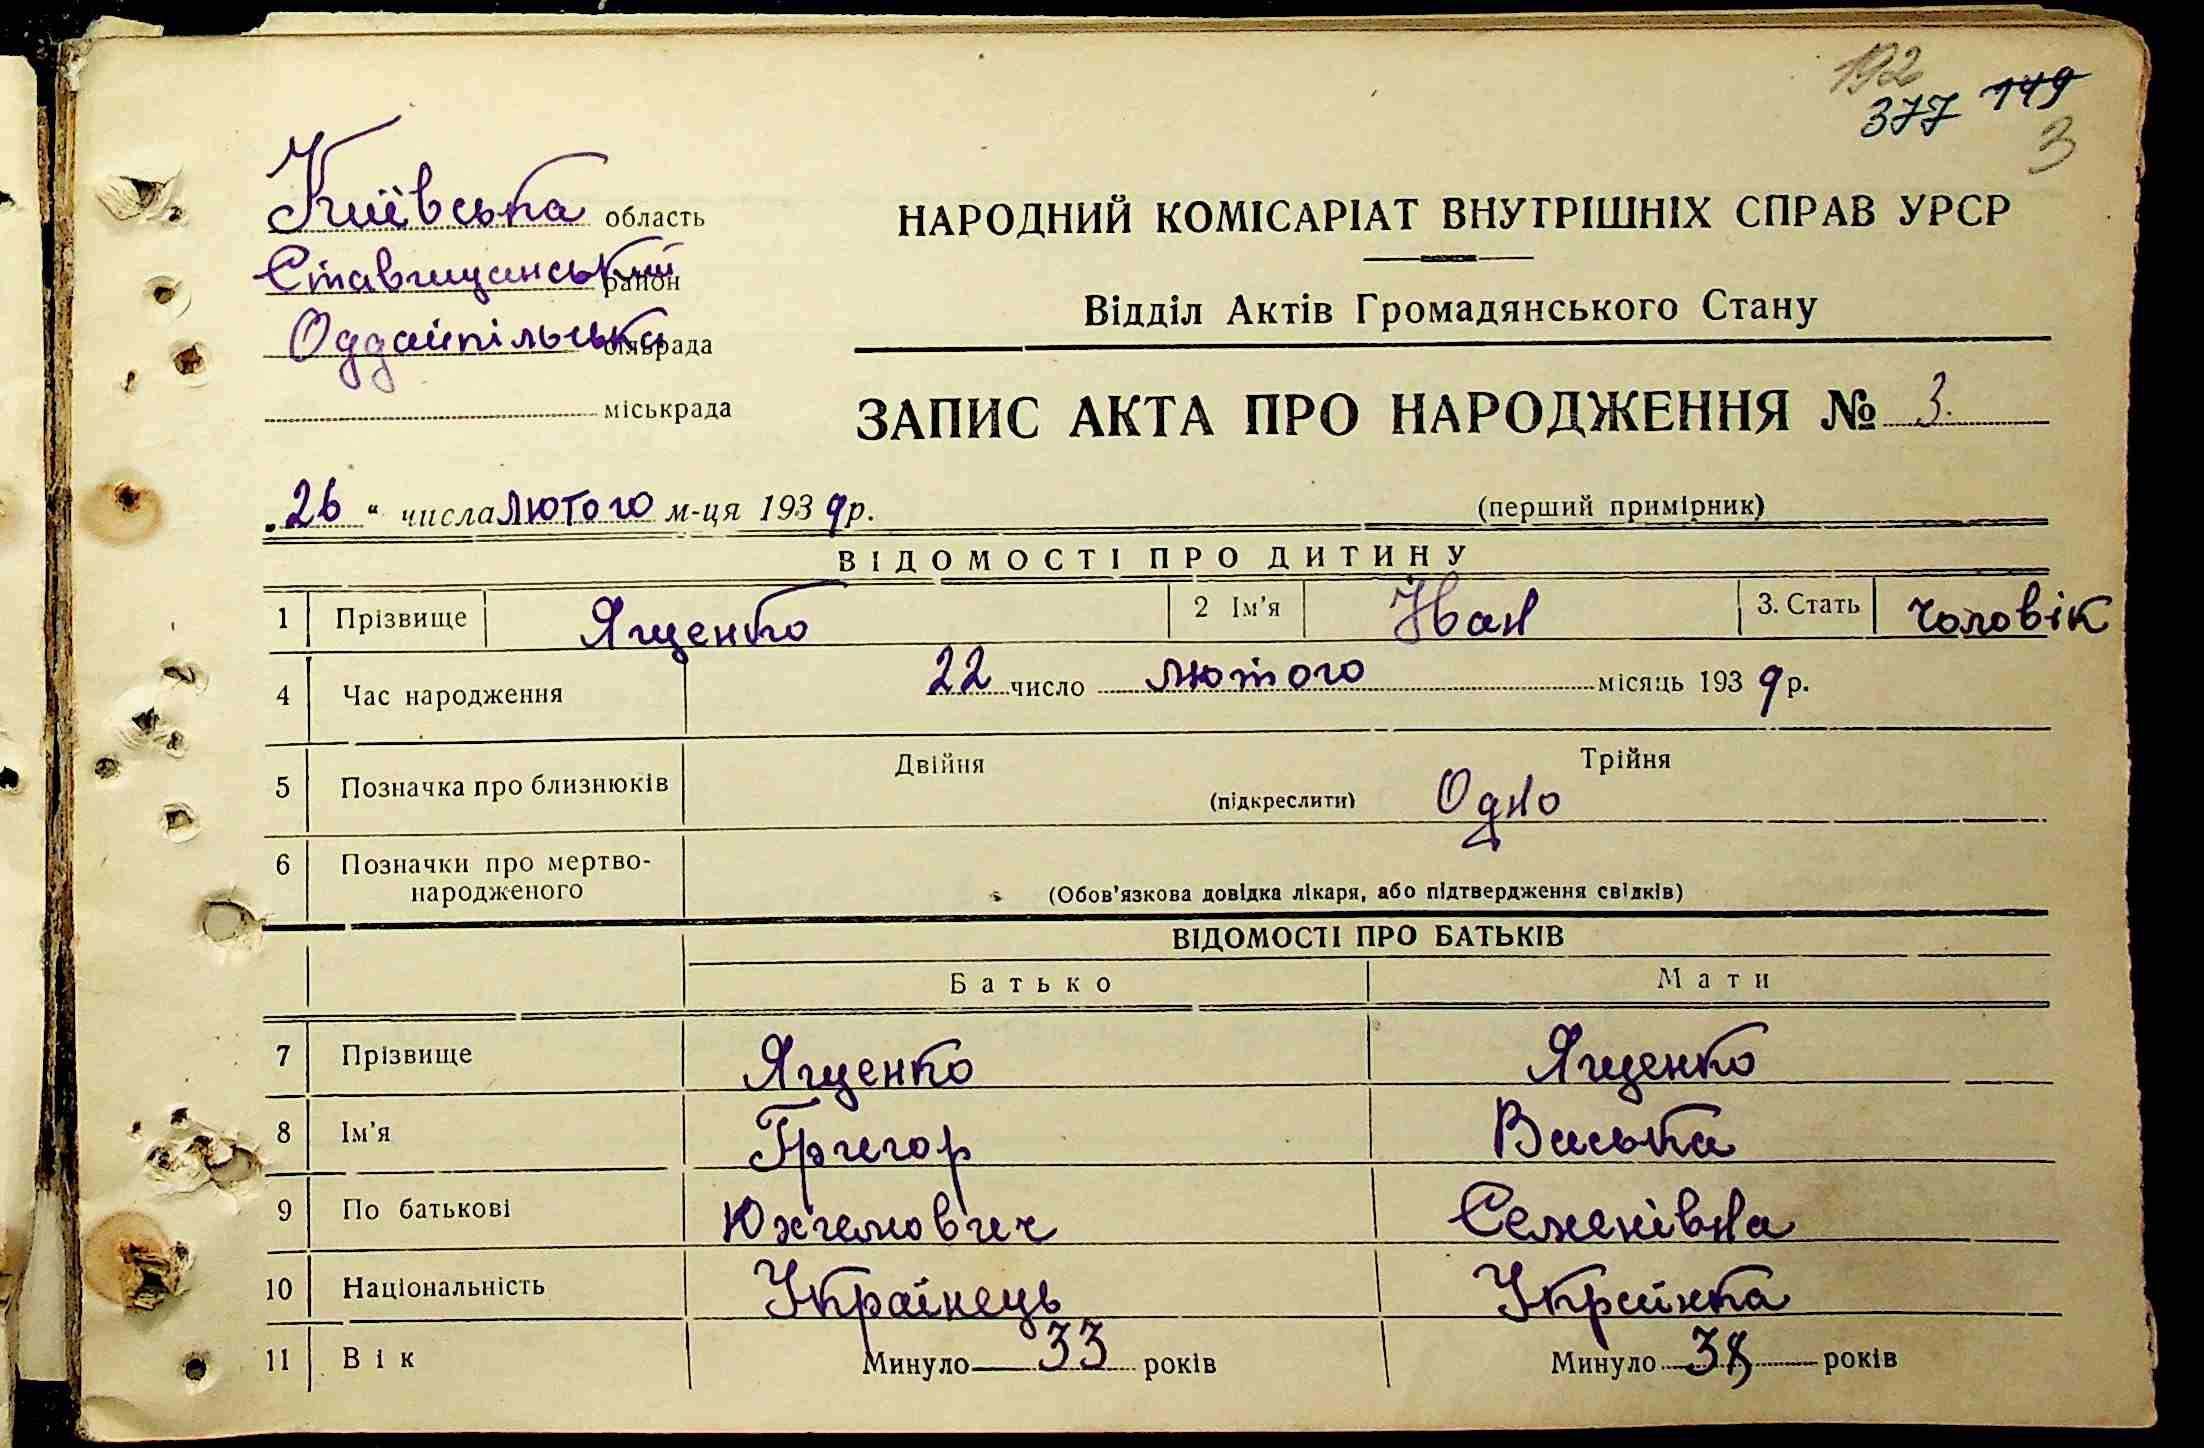 192
377 149
3
Київська область
Ставищанський район
Оддайпільська сільрада
міськрада
НАРОДНИЙ КОМІСАРІАТ ВНУТРІШНІХ СПРАВ УРСР
Відділ Актів Громадянського Стану
ЗАПИС АКТА ПРО НАРОДЖЕННЯ № 3.
„26“ числа лютого м-ця 1939 р.
(перший примірник)
ВІДОМОСТІ ПРО ДИТИНУ
1 Прізвище Ященко 2 Ім'я Іван 3. Стать чоловік
4 Час народження 22 число лютого місяць 1939 р.
5 Позначка про близнюків Двійня (підкреслити) Трійня Одно
6 Позначки про мертво-
народженого (Обов'язкова довідка лікаря, або підтвердження свідків)
ВІДОМОСТІ ПРО БАТЬКІВ
Батько Мати
7 Прізвище Ященко Ященко
8 Ім'я Григор Васька
9 По батькові Юхимович Семенівна
10 Національність Українець Українка
11 Вік Минуло 33 років Минуло 38 років